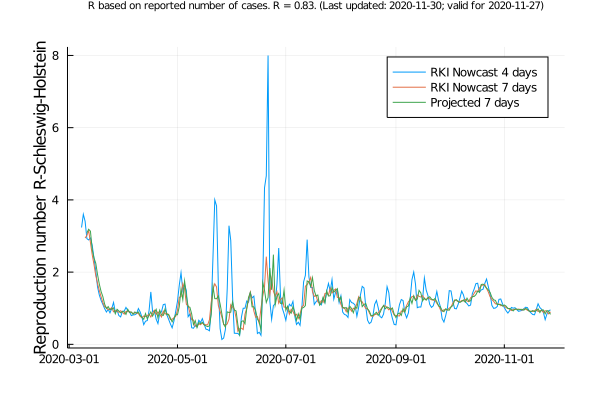 R based on reported number of cases. R = 0.83. (Last updated: 2020-11-30; valid for 2020-11-27)
Reproduction number R-Schleswig-Holstein
8
6
4
2
0
RKI Nowcast 4 days
RKI Nowcast 7 days
Projected 7 days
2020-03-01 2020-05-01 2020-07-01 2020-09-01 2020-11-01